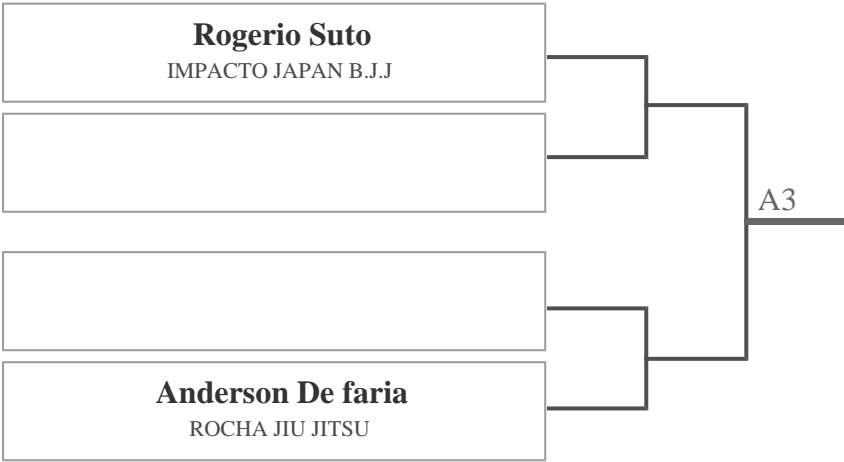 Rogerio Suto
IMPACTO JAPAN B.J.J
A3
Anderson De faria
ROCHA JIU JITSU